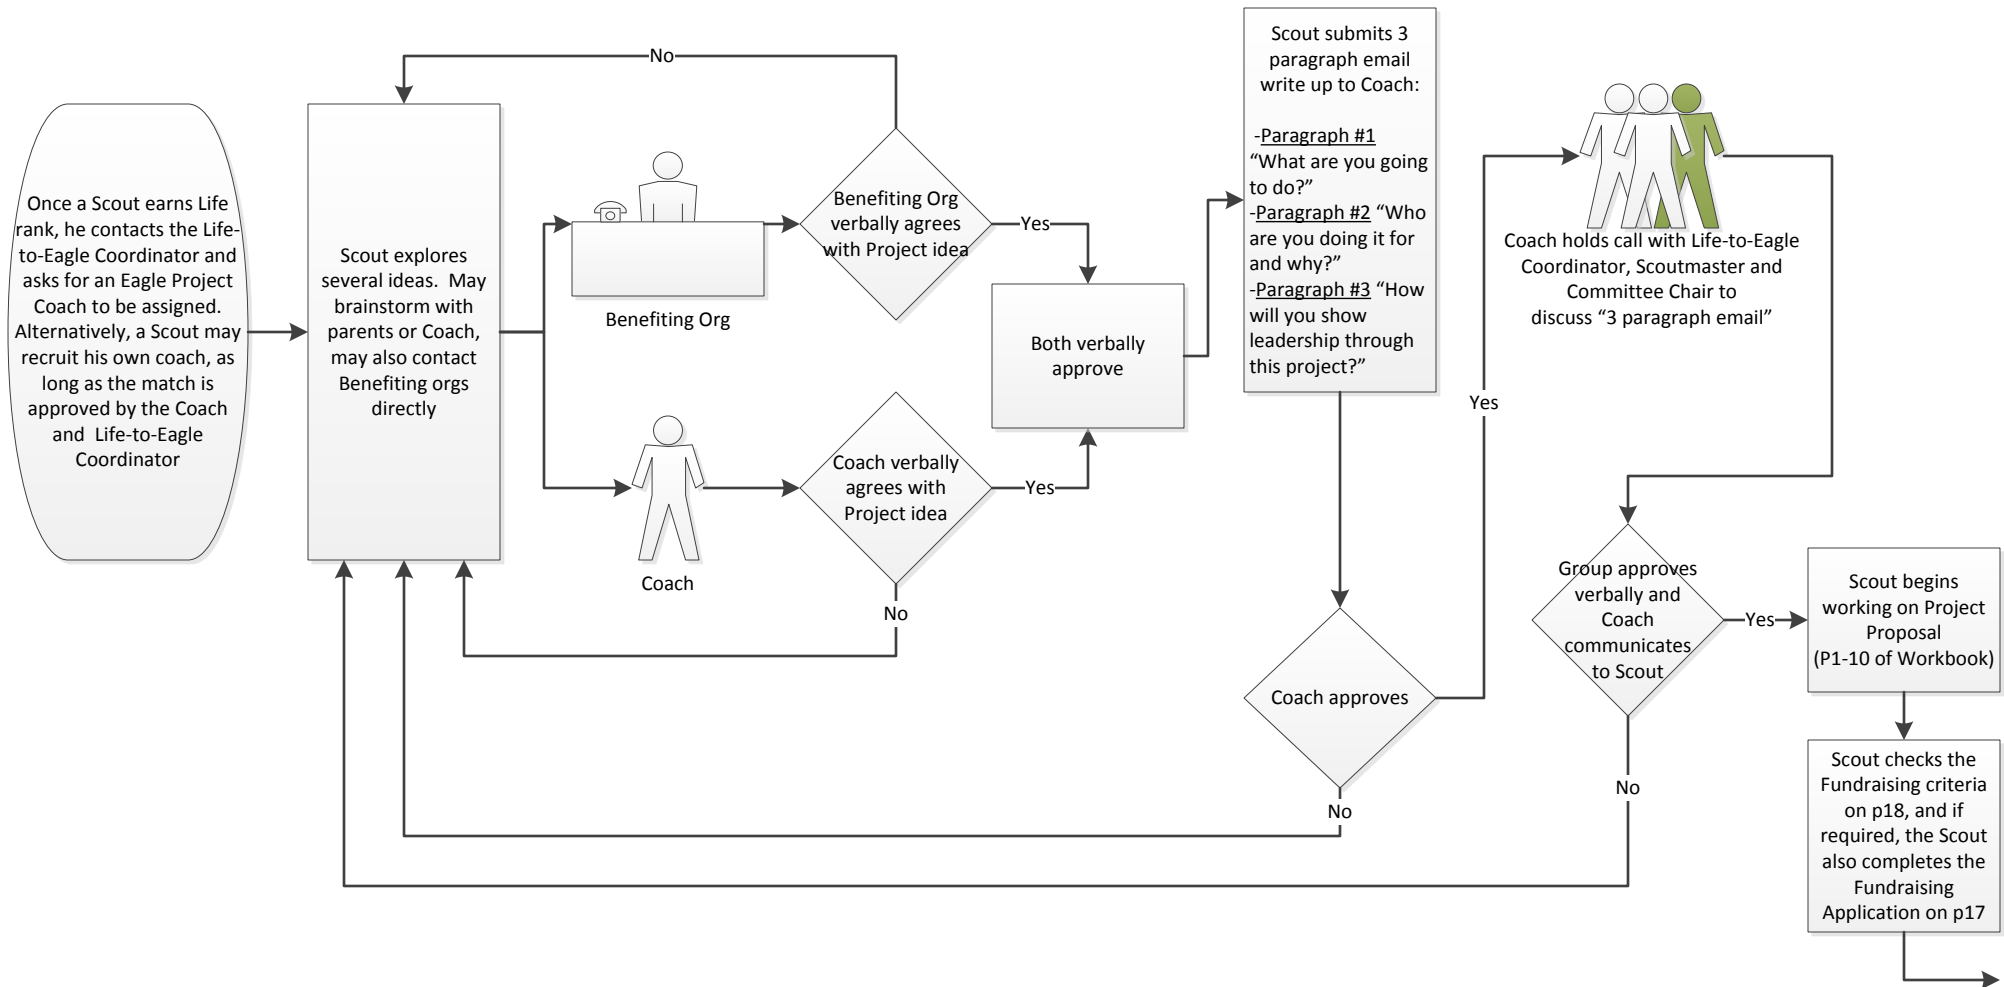 Once a Scout earns Life
rank, he contacts the Life-
to-Eagle Coordinator and
asks for an Eagle Project
Coach to be assigned.
Alternatively, a Scout may
recruit his own coach, as
long as the match is
approved by the Coach
and  Life-to-Eagle
Coordinator
Scout explores
several ideas.  May
brainstorm with
parents or Coach,
may also contact
Benefiting orgs
directly
No
Benefiting Org
Coach
Benefiting Org
verbally agrees
with Project idea
Yes
Coach verbally
agrees with
Project idea
Yes
No
Both verbally
approve
Scout submits 3
paragraph email
write up to Coach:
-Paragraph #1
“What are you going
to do?”
-Paragraph #2 “Who
are you doing it for
and why?”
-Paragraph #3 “How
will you show
leadership through
this project?”
Coach approves
Yes
No
Coach holds call with Life-to-Eagle
Coordinator, Scoutmaster and
Committee Chair to
discuss “3 paragraph email”
Group approves
verbally and
Coach
communicates
to Scout
Yes
No
Scout begins
working on Project
Proposal
(P1-10 of Workbook)
Scout checks the
Fundraising criteria
on p18, and if
required, the Scout
also completes the
Fundraising
Application on p17